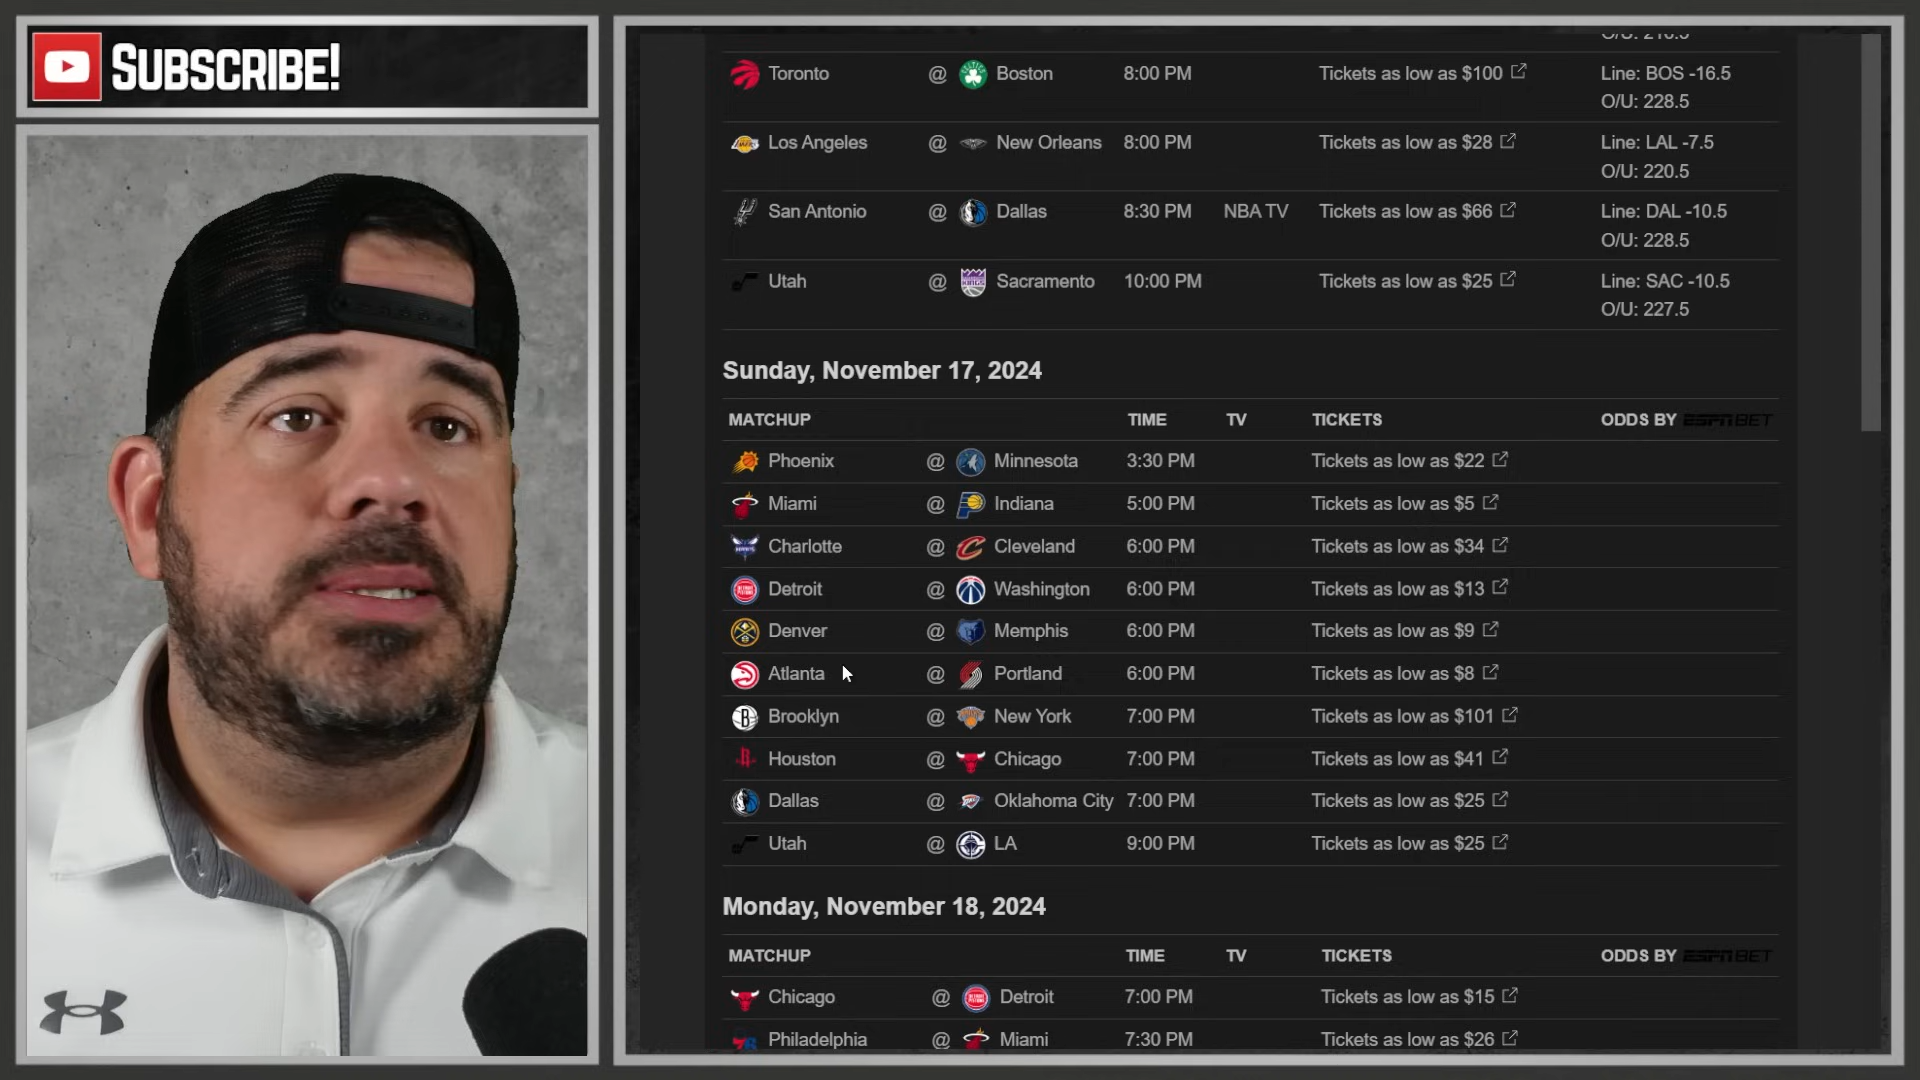 SUBSCRIBE!
Toronto @ Boston 8:00 PM Tickets as low as $100 Line: BOS -16.5
O/U: 228.5
Los Angeles @ New Orleans 8:00 PM Tickets as low as $28 Line: LAL -7.5
O/U: 220.5
San Antonio @ Dallas 8:30 PM NBA TV Tickets as low as $66 Line: DAL -10.5
O/U: 228.5
Utah @ Sacramento 10:00 PM Tickets as low as $25 Line: SAC -10.5
O/U: 227.5
Sunday, November 17, 2024
MATCHUP TIME TV TICKETS ODDS BY ESPN BET
Phoenix @ Minnesota 3:30 PM Tickets as low as $22
Miami @ Indiana 5:00 PM Tickets as low as $5
Charlotte @ Cleveland 6:00 PM Tickets as low as $34
Detroit @ Washington 6:00 PM Tickets as low as $13
Denver @ Memphis 6:00 PM Tickets as low as $9
Atlanta @ Portland 6:00 PM Tickets as low as $8
Brooklyn @ New York 7:00 PM Tickets as low as $101
Houston @ Chicago 7:00 PM Tickets as low as $41
Dallas @ Oklahoma City 7:00 PM Tickets as low as $25
Utah @ LA 9:00 PM Tickets as low as $25
Monday, November 18, 2024
MATCHUP TIME TV TICKETS ODDS BY ESPN BET
Chicago @ Detroit 7:00 PM Tickets as low as $15
Philadelphia @ Miami 7:30 PM Tickets as low as $26